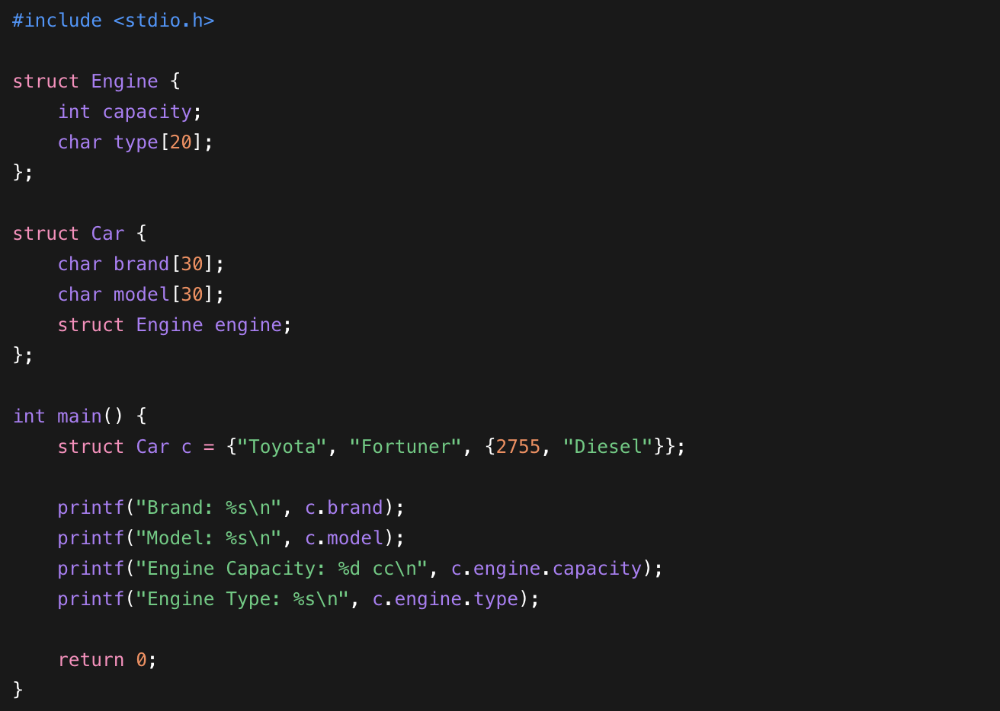 #include <stdio.h>

struct Engine {
    int capacity;
    char type[20];
};

struct Car {
    char brand[30];
    char model[30];
    struct Engine engine;
};

int main() {
    struct Car c = {"Toyota", "Fortuner", {2755, "Diesel"}};

    printf("Brand: %s\n", c.brand);
    printf("Model: %s\n", c.model);
    printf("Engine Capacity: %d cc\n", c.engine.capacity);
    printf("Engine Type: %s\n", c.engine.type);

    return 0;
}